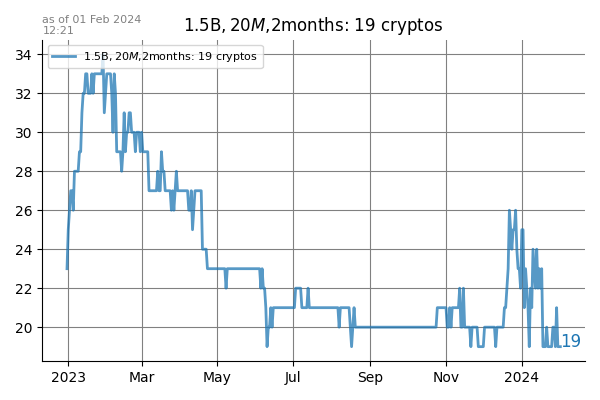 as of 01 Feb 2024
12:21
1.5B, 20M,2months: 19 cryptos
1.5B, 20M,2months: 19 cryptos
34
32
30
28
26
24
22
20
19
2023
Mar
May
Jul
Sep
Nov
2024